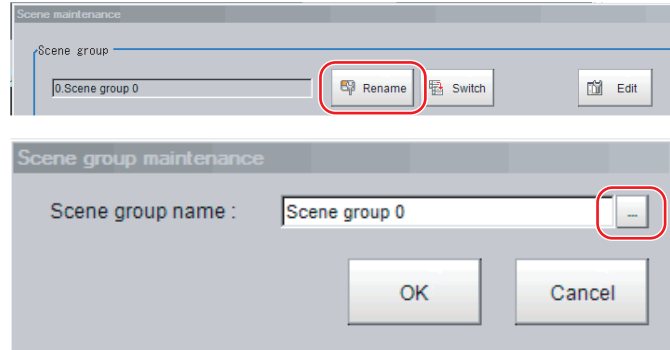 Scene maintenance
Scene group
0.Scene group 0 Rename Switch Edit
Scene group maintenance
Scene group name : Scene group 0 ...
OK Cancel